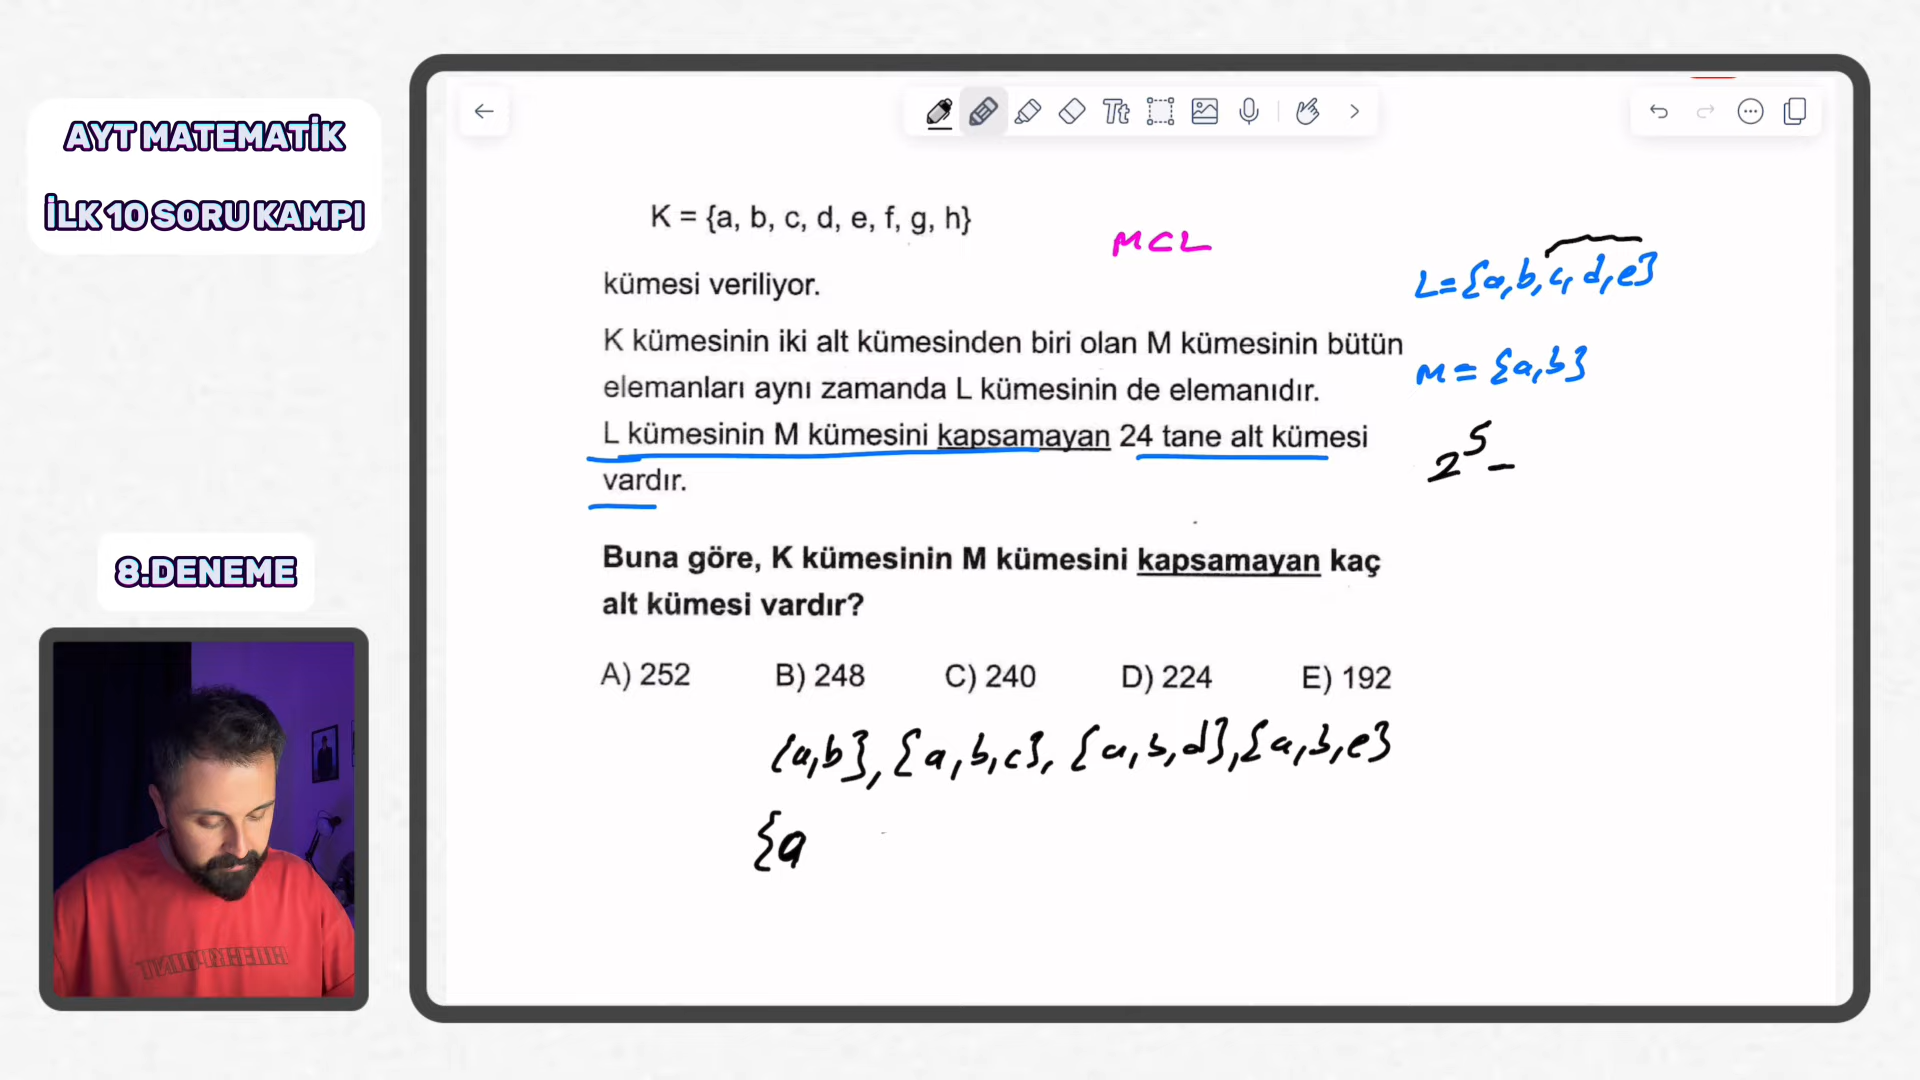 AYT MATEMATİK
İLK 10 SORU KAMPI
8.DENEME
Tt
K = {a, b, c, d, e, f, g, h}
M⊂L
L={a,b,c,d,e}
kümesi veriliyor.
K kümesinin iki alt kümesinden biri olan M kümesinin bütün
M = {a,b}
elemanları aynı zamanda L kümesinin de elemanıdır.
L kümesinin M kümesini kapsamayan 24 tane alt kümesi
2⁵ -
vardır.
Buna göre, K kümesinin M kümesini kapsamayan kaç
alt kümesi vardır?
A) 252 B) 248 C) 240 D) 224 E) 192
{a,b}, {a,b,c}, {a,b,d}, {a,b,e}
{a